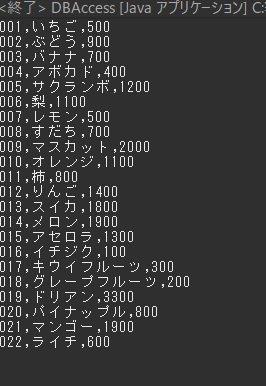 <終了> DBAccess [Java アプリケーション] C:
001,いちご,500
002,ぶどう,900
003,バナナ,700
004,アボカド,400
005,サクランボ,1200
006,梨,1100
007,レモン,500
008,すだち,700
009,マスカット,2000
010,オレンジ,1100
011,柿,800
012,りんご,1400
013,スイカ,1800
014,メロン,1900
015,アセロラ,1300
016,イチジク,100
017,キウイフルーツ,300
018,グレープフルーツ,200
019,ドリアン,3300
020,パイナップル,800
021,マンゴー,1900
022,ライチ,600